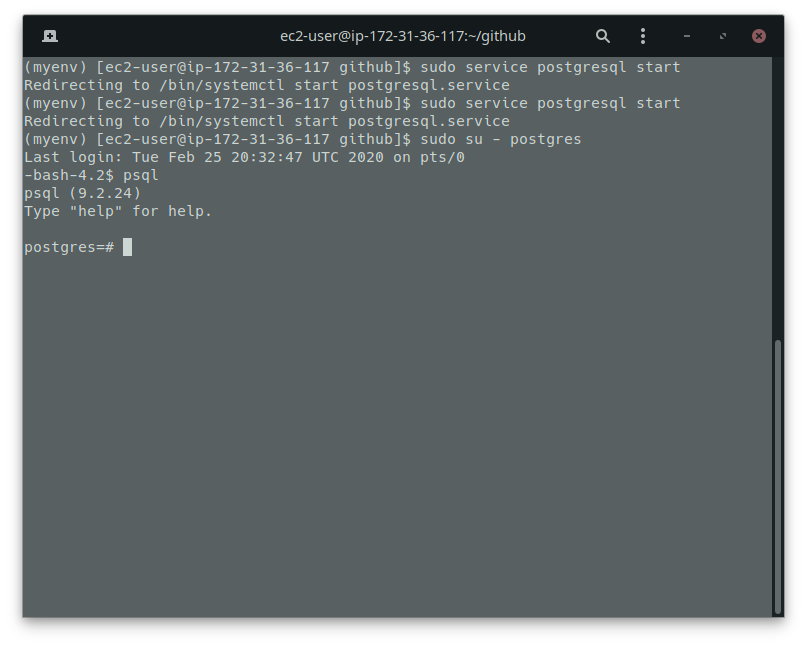 ec2-user@ip-172-31-36-117:~/github
(myenv) [ec2-user@ip-172-31-36-117 github]$ sudo service postgresql start
Redirecting to /bin/systemctl start postgresql.service
(myenv) [ec2-user@ip-172-31-36-117 github]$ sudo service postgresql start
Redirecting to /bin/systemctl start postgresql.service
(myenv) [ec2-user@ip-172-31-36-117 github]$ sudo su - postgres
Last login: Tue Feb 25 20:32:47 UTC 2020 on pts/0
-bash-4.2$ psql
psql (9.2.24)
Type "help" for help.
postgres=#